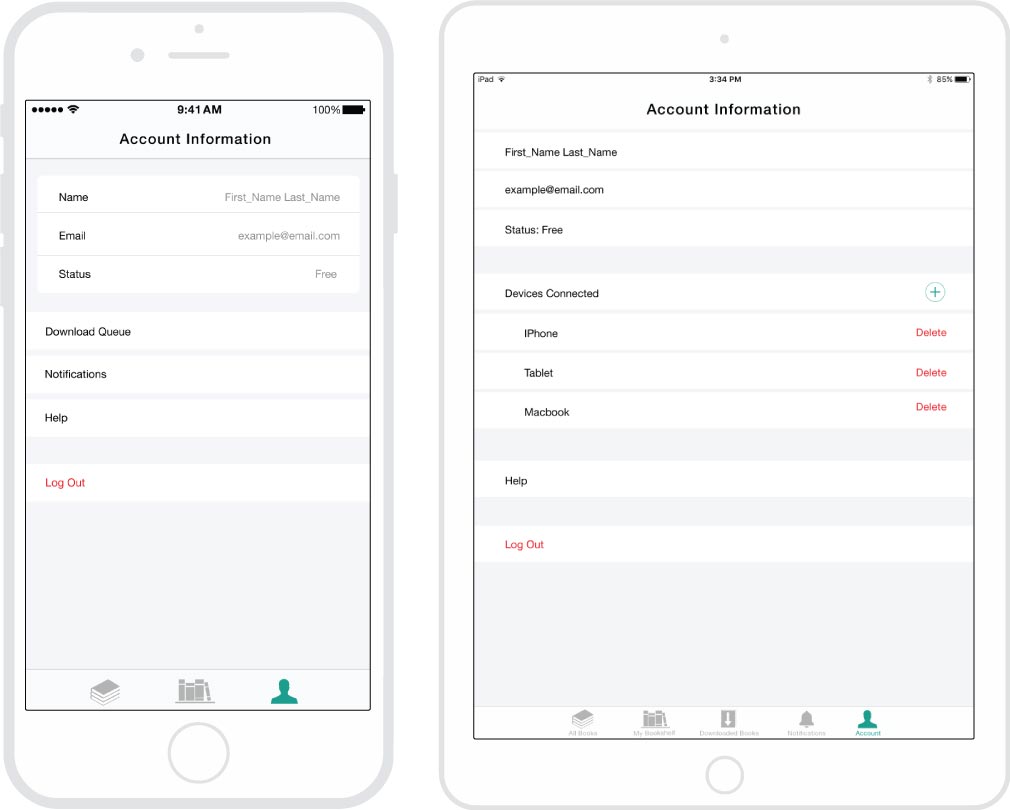 9:41 AM 100%
Account Information
Name First_Name Last_Name
Email example@email.com
Status Free
Download Queue
Notifications
Help
Log Out
iPad 3:34 PM 85%
Account Information
First_Name Last_Name
example@email.com
Status: Free
Devices Connected
IPhone Delete
Tablet Delete
Macbook Delete
Help
Log Out
All Books My Bookshelf Downloaded Books Notifications Account